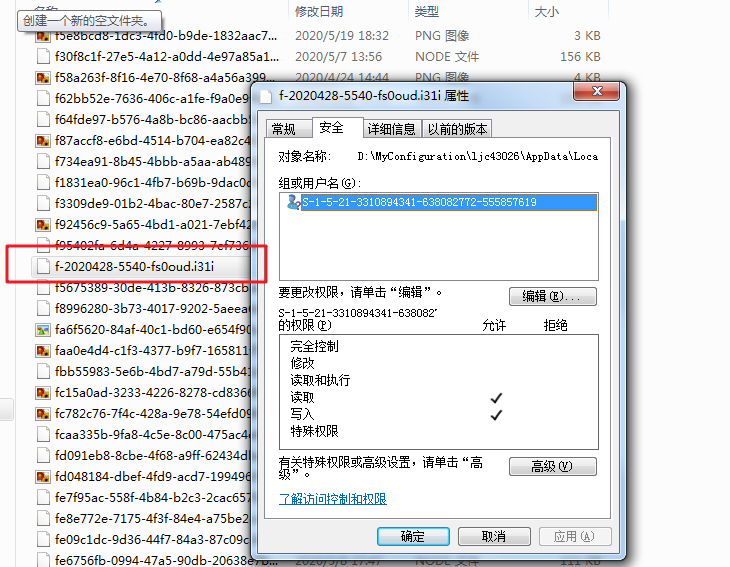 名称
修改日期
类型
大小
创建一个新的空文件夹。
f5e8bcd8-1dc3-4fd0-b9de-1832aac7...
2020/5/19 18:32
PNG 图像
3 KB
f30f8c1f-27e5-4a12-a0dd-4e97a85a1...
2020/5/7 13:56
NODE 文件
156 KB
f58a263f-8f16-4e70-8f68-a4a56a399...
2020/5/14 9:44
PNG 图像
4 KB
f62bb52e-7636-406c-a1fe-f9a0e9
f64fde97-b576-4a8b-bc86-aacbb
f87accf8-e6bd-4514-b704-ea82c4
f734ea91-8b45-4bbb-a5aa-ab489
f1831ea0-96c1-4fb7-b69b-9dac0c
f3309de9-01b2-4bac-80e7-2587c
f92456c9-5a65-4bd1-a021-7ebf42
f95402fa-6d4a-4227-8993-7ef736
f-2020428-5540-fs0oud.i31i
f5675389-30de-413b-8326-873cb
f8996280-3b73-4017-9202-5aeea
fa6f5620-84af-40c1-bd60-e654f90
faa0e4d4-c1f3-4377-b9f7-165811
fbb55983-5e6b-4bd7-a79d-55b41
fc15a0ad-3233-4226-8278-cd8366
fc782c76-7f4c-428a-9e78-54efd09
fcaa335b-9fa8-4c5e-8c00-475ac4
fd091eb8-8cbe-4f68-a9ff-62434d
fd048184-dbef-4fd9-acd7-199496
fe7f95ac-558f-4b84-b2c3-2cac657
fe8e772e-7175-4f3f-84e4-a75be2
fe09c1dc-9d36-44f7-84a3-87c09c
fe6756fb-0994-47a5-90db-20638e7b...
2020/5/8 17:47
NODE 文件
111 KB
f-2020428-5540-fs0oud.i31i 属性
常规
安全
详细信息
以前的版本
对象名称:
D:\MyConfiguration\ljc43026\AppData\Loca
组或用户名(G):
S-1-5-21-3310894341-638082772-555857619
要更改权限，请单击“编辑”。
编辑(E)...
S-1-5-21-3310894341-638082
的权限(P)
允许
拒绝
完全控制
修改
读取和执行
读取
写入
特殊权限
有关特殊权限或高级设置，请单击“高
级”。
高级(V)
了解访问控制和权限
确定
取消
应用(A)